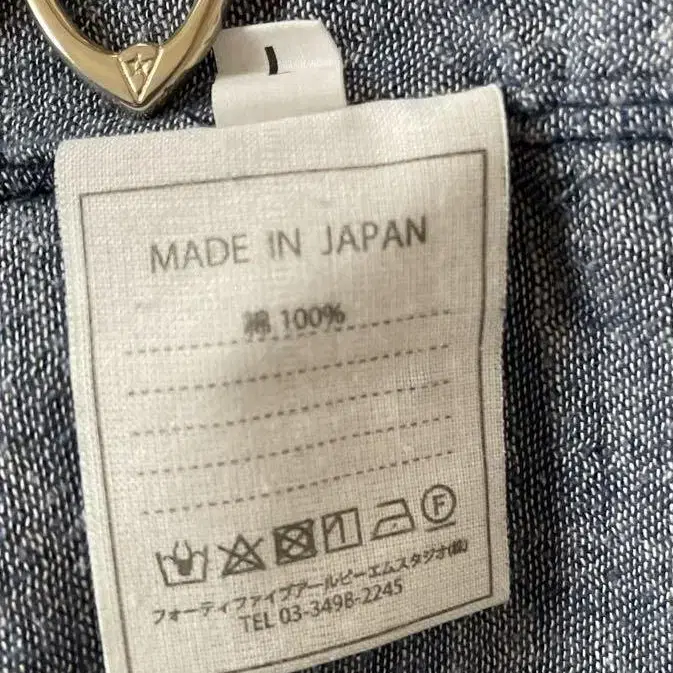 L
MADE IN JAPAN
綿 100%
F
フォーティファイブアールピーエムスタジオ(株)
TEL 03-3498-2245